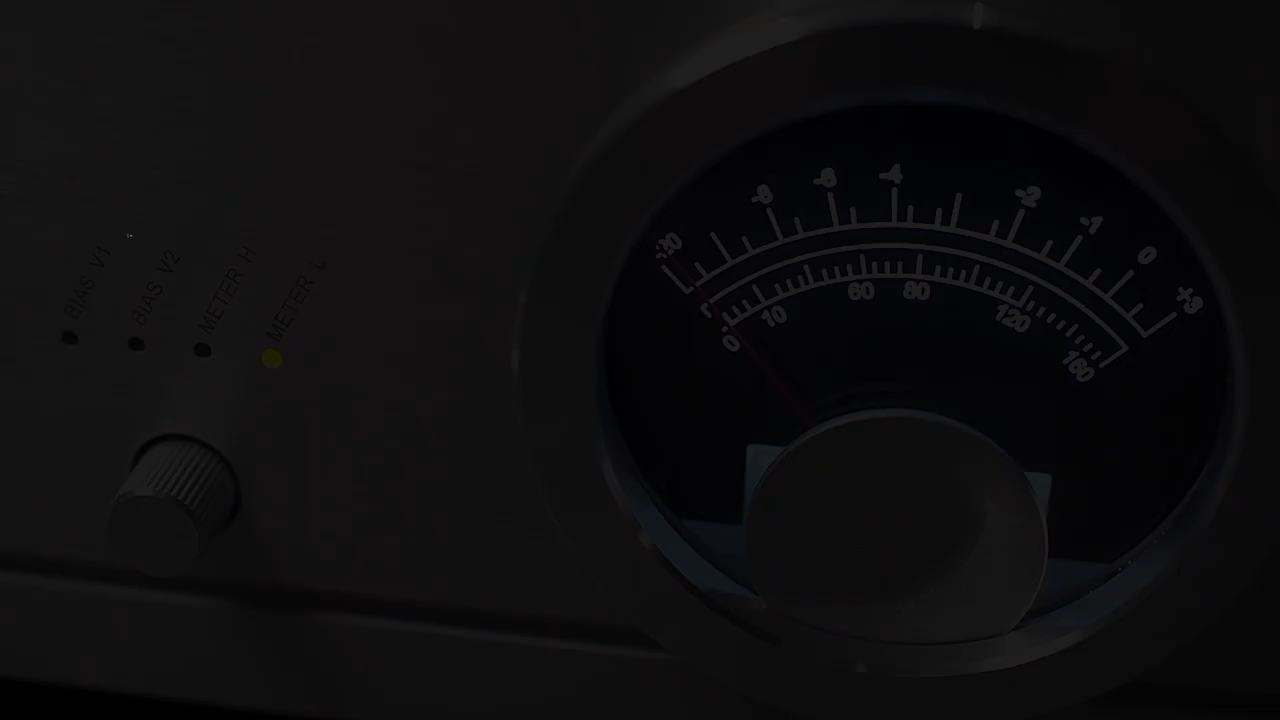 BIAS V1
BIAS V2
METER H
METER L
-20 -8 -6 -4 -2 -1 0 +3
0 10 60 80 120 160